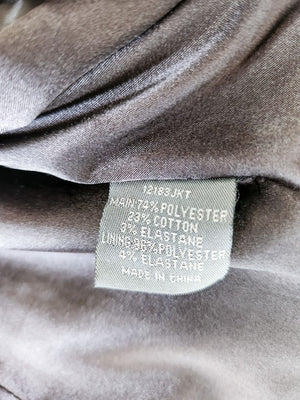 12183JKT
MAIN:74% POLYESTER
23% COTTON
3% ELASTANE
LINING:96% POLYESTER
4% ELASTANE
MADE IN CHINA